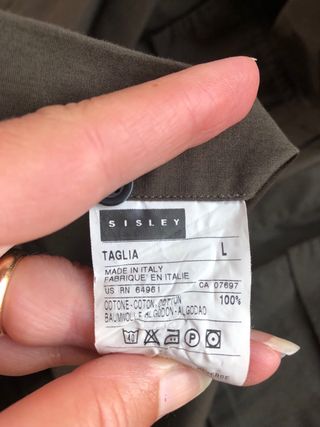 SISLEY
TAGLIA L
MADE IN ITALY
FABRIQUE EN ITALIE
US RN 64961 CA 07697
COTONE-COTON-COTTON 100%
BAUMWOLLE ALGODON-ALGODAO